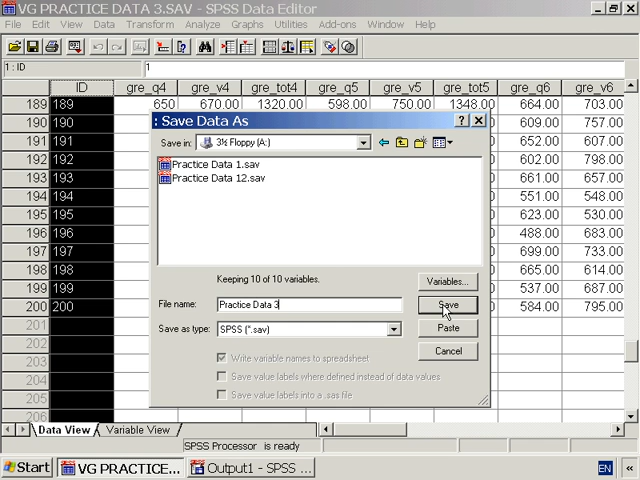 VG PRACTICE DATA 3.SAV - SPSS Data Editor
File Edit View Data Transform Analyze Graphs Utilities Add-ons Window Help
1 : ID 1
ID gre_q4 gre_v4 gre_tot4 gre_q5 gre_v5 gre_tot5 gre_q6 gre_v6
189 189 650 670.00 1320.00 598.00 750.00 1348.00 664.00 703.00
190 190 609.00 757.00
191 191 652.00 607.00
192 192 602.00 798.00
193 193 661.00 657.00
194 194 551.00 548.00
195 195 623.00 530.00
196 196 488.00 683.00
197 197 699.00 733.00
198 198 665.00 614.00
199 199 537.00 687.00
200 200 584.00 795.00
201
202
203
204
205
206
: Save Data As
Save in: 3½ Floppy (A:)
Practice Data 1.sav
Practice Data 12.sav
Keeping 10 of 10 variables.
Variables...
File name: Practice Data 3
Save
Save as type: SPSS (*.sav)
Paste
Cancel
Write variable names to spreadsheet
Save value labels where defined instead of data values
Save value labels into a .sas file
Data View Variable View
SPSS Processor is ready
Start VG PRACTICE... Output1 - SPSS ... EN «